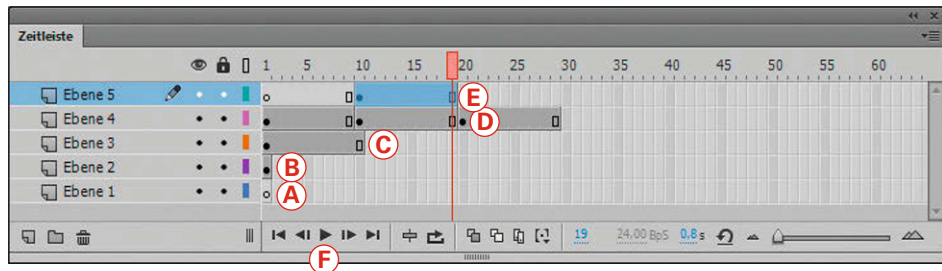 Zeitleiste
1 5 10 15 20 25 30 35 40 45 50 55 60
Ebene 5 E
Ebene 4 D
Ebene 3 C
Ebene 2 B
Ebene 1 A
19 24,00 BpS 0,8 s
F